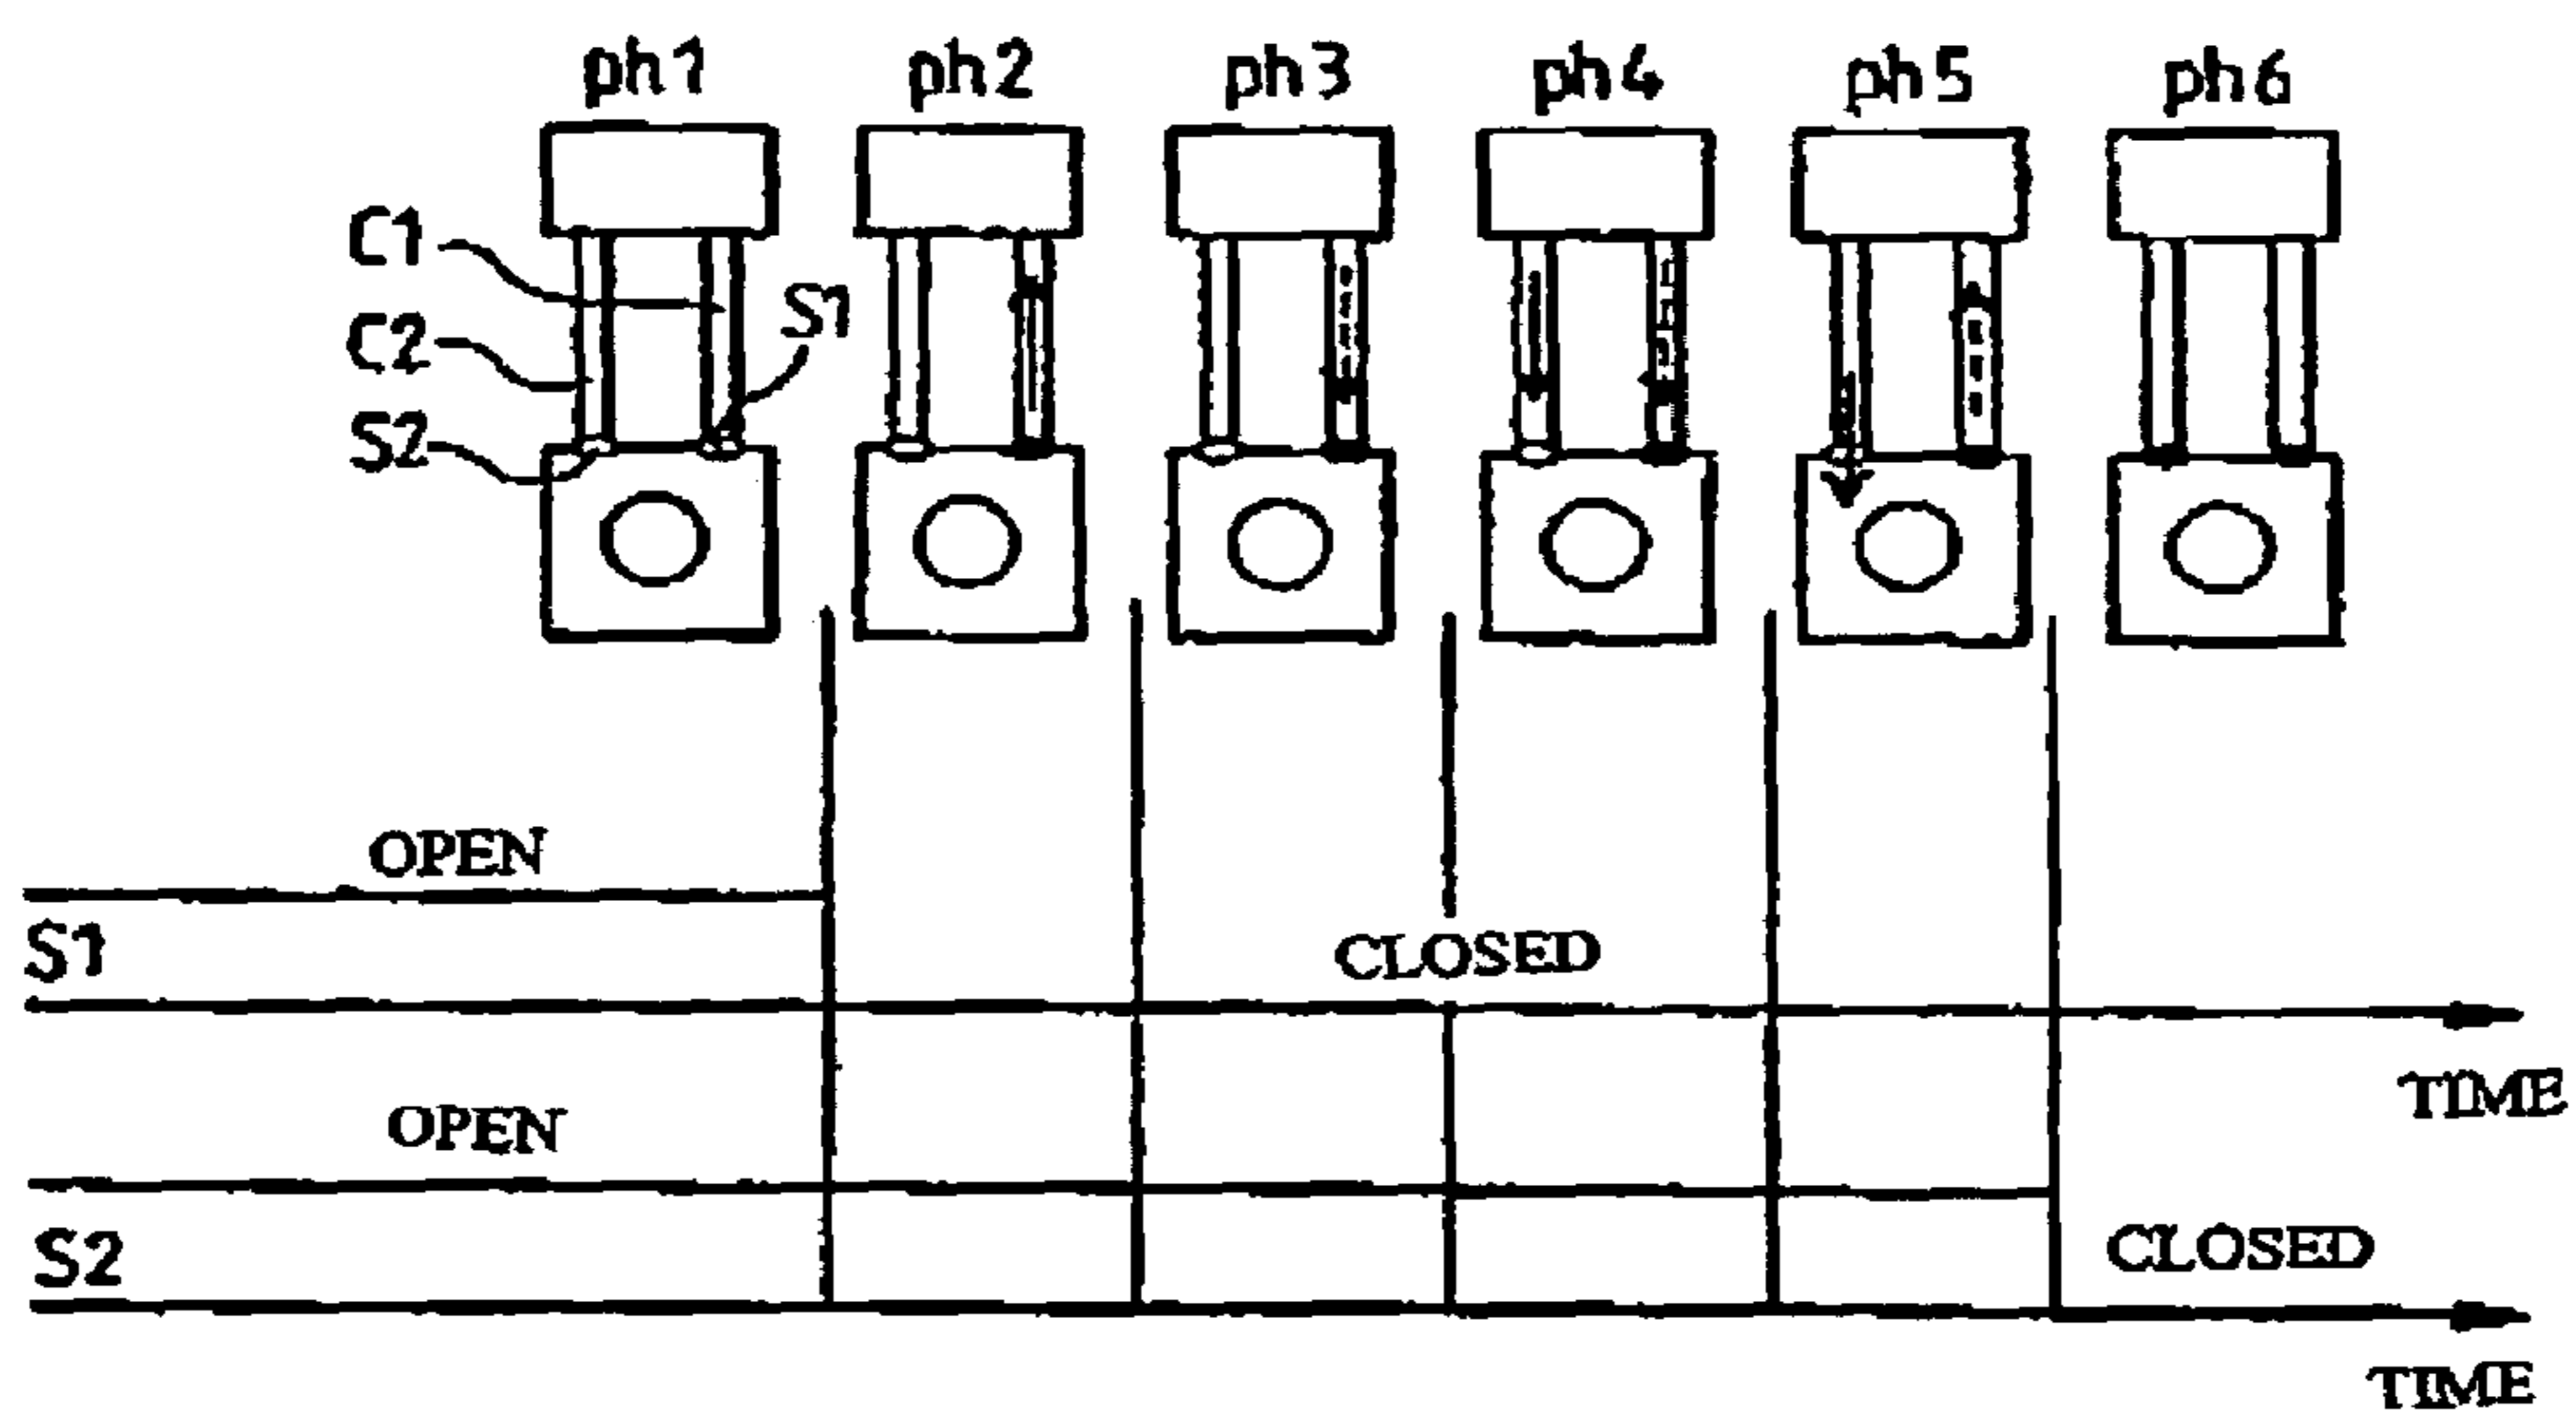 ph1 ph2 ph3 ph4 ph5 ph6
C1
S1
C2
S2
OPEN
S1
CLOSED
TIME
OPEN
S2
CLOSED
TIME